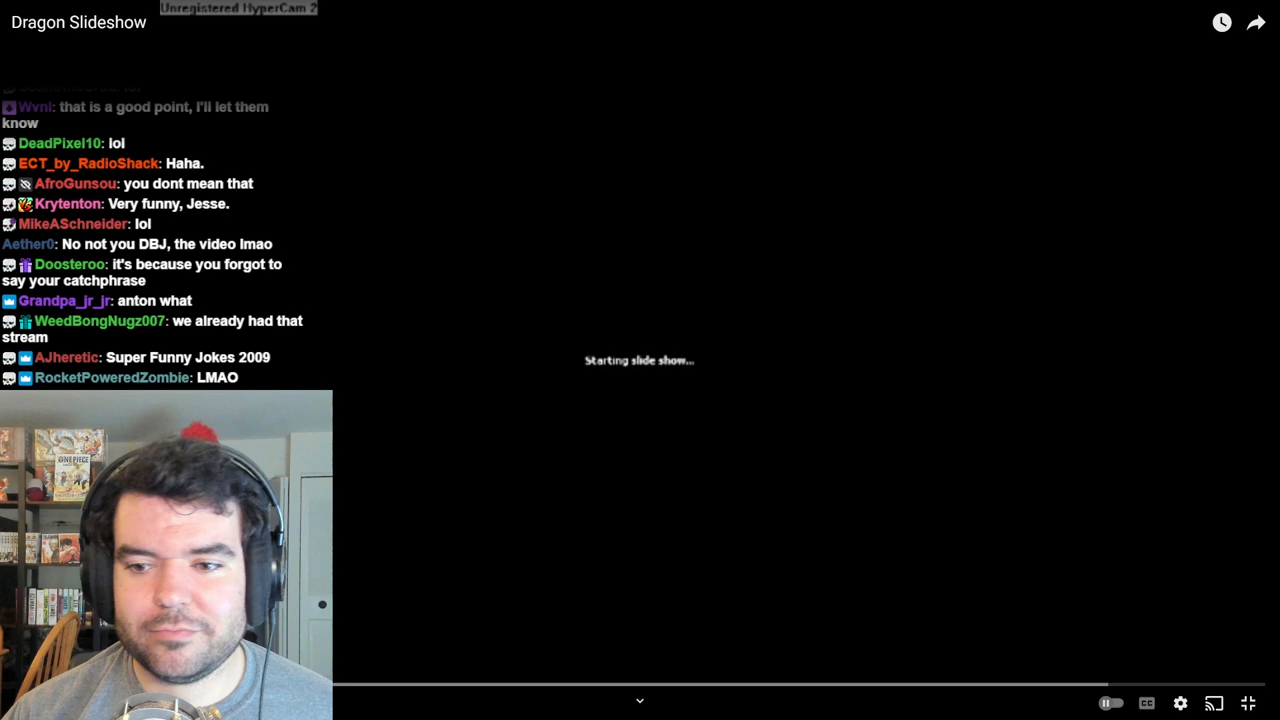 Unregistered HyperCam 2
Dragon Slideshow
Wvni: that is a good point, I'll let them
know
DeadPixel10: lol
ECT_by_RadioShack: Haha.
AfroGunsou: you dont mean that
Krytenton: Very funny, Jesse.
MikeASchneider: lol
Aether0: No not you DBJ, the video lmao
Doosteroo: it's because you forgot to
say your catchphrase
Grandpa_jr_jr: anton what
WeedBongNugz007: we already had that
stream
Starting slide show...
AJheretic: Super Funny Jokes 2009
RocketPoweredZombie: LMAO
ONE PIECE